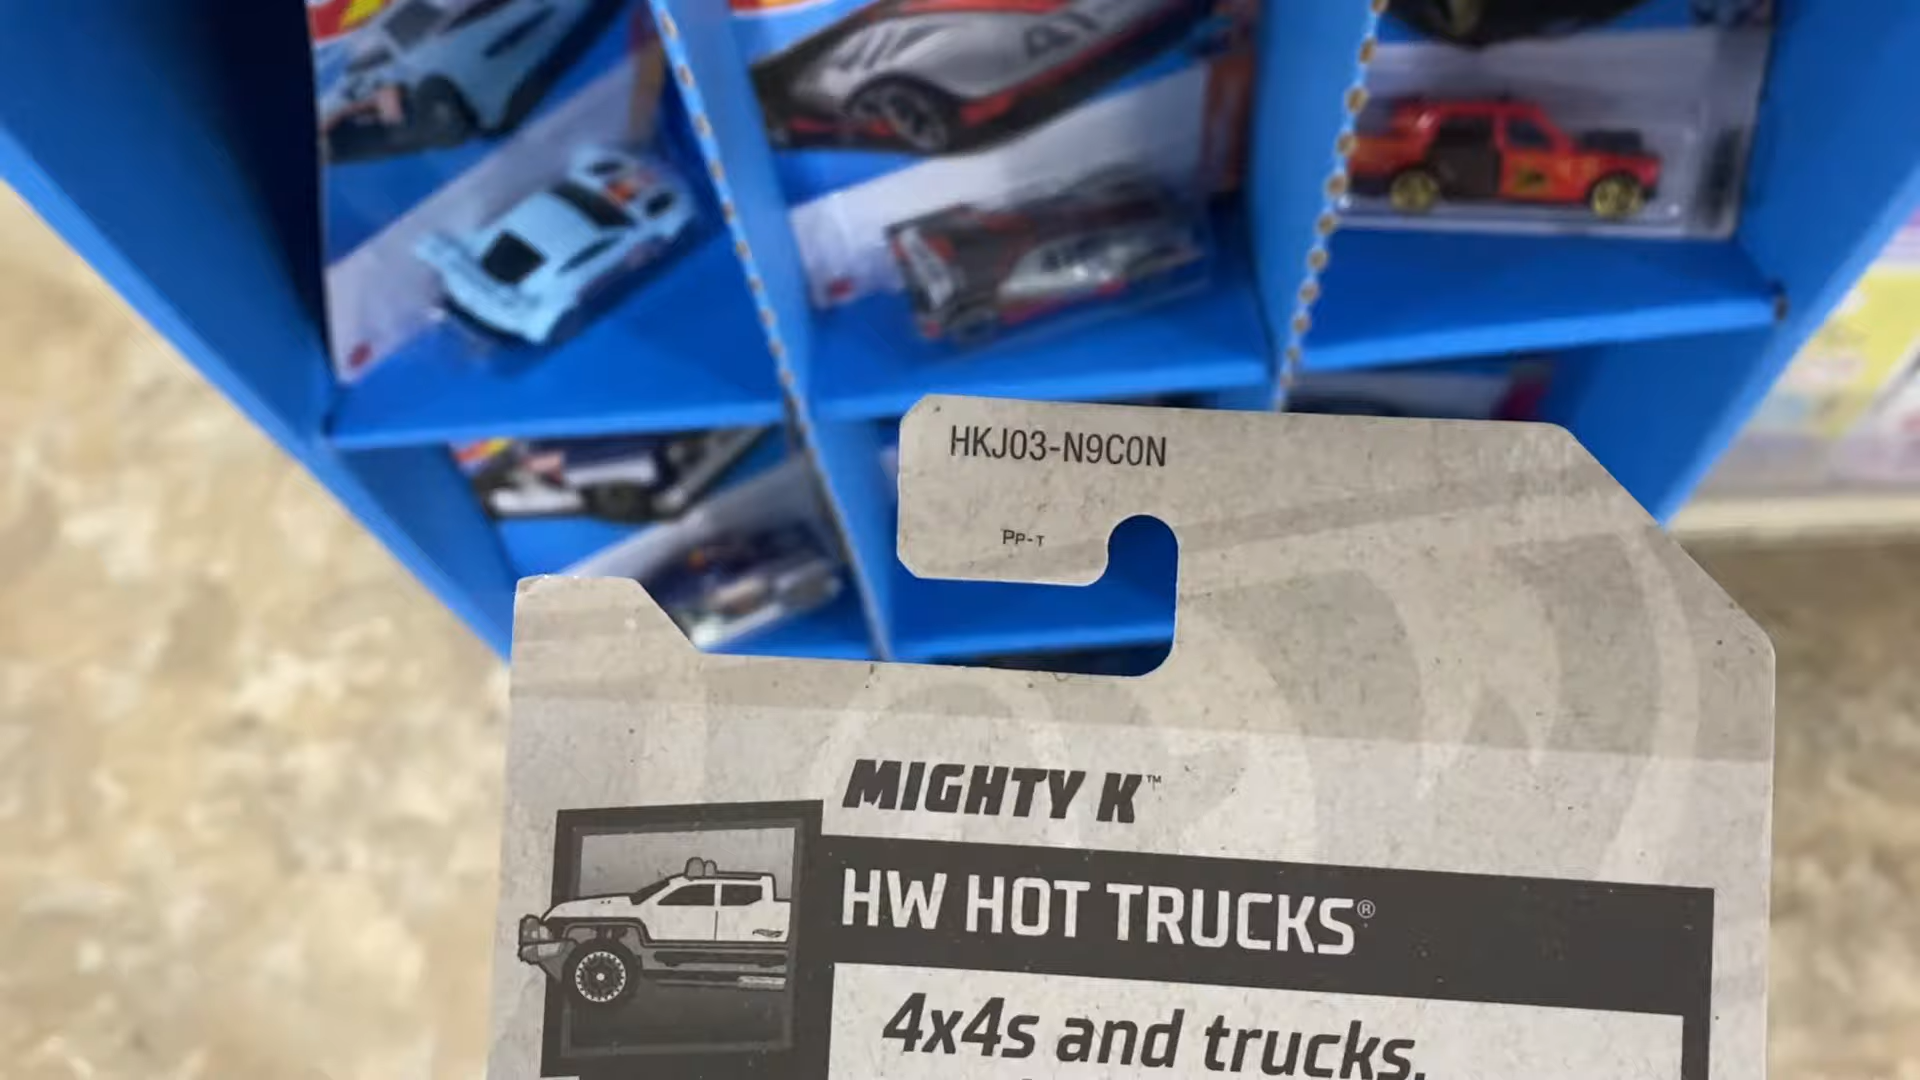 HKJ03-N9C0N
PP-T
MIGHTY K™
HW HOT TRUCKS®
4x4s and trucks.